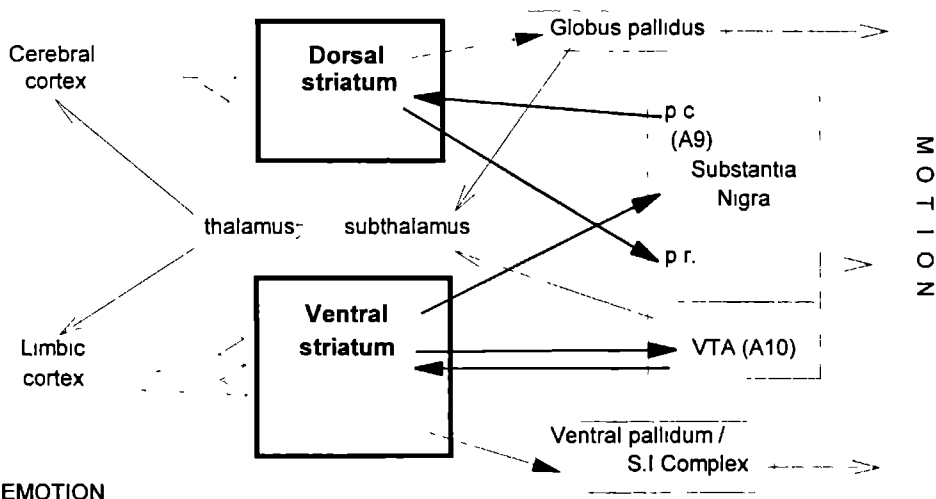 Globus pallidus
Cerebral
cortex
Dorsal
striatum
p c
(A9)
Substantia
Nigra
MOTION
thalamus
subthalamus
p r.
Ventral
striatum
Limbic
cortex
VTA (A10)
Ventral pallidum /
S.I Complex
EMOTION